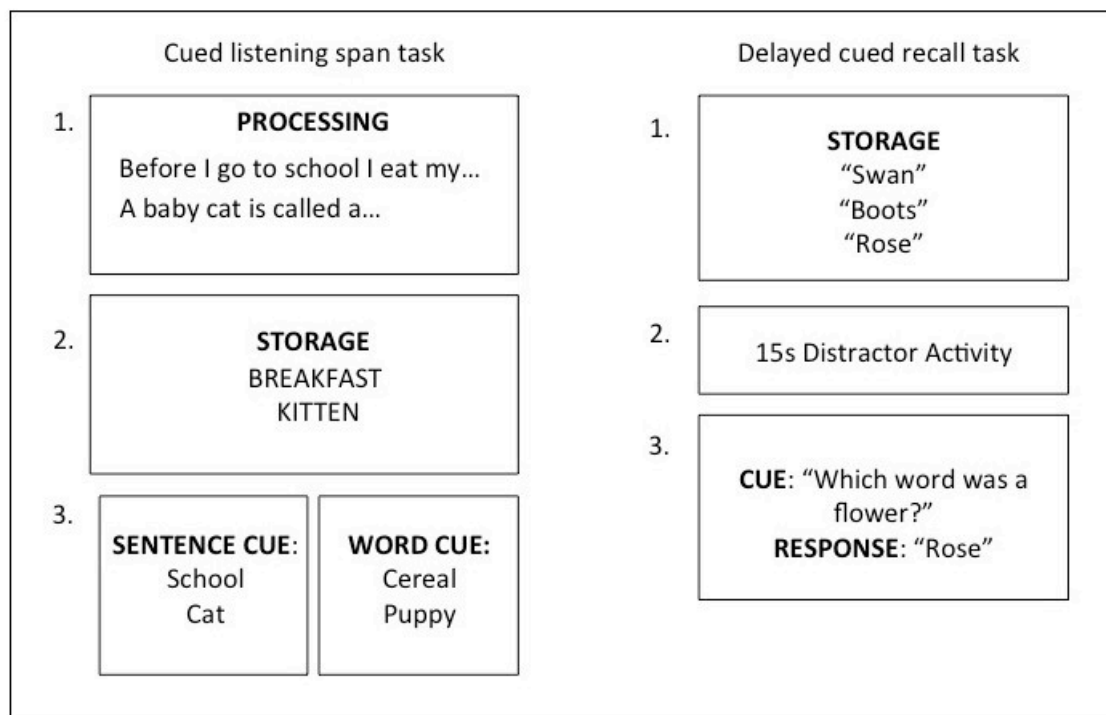 Cued listening span task
1.
PROCESSING
Before I go to school I eat my...
A baby cat is called a...
2.
STORAGE
BREAKFAST
KITTEN
3.
SENTENCE CUE:
School
Cat
WORD CUE:
Cereal
Puppy
Delayed cued recall task
1.
STORAGE
“Swan”
“Boots”
“Rose”
2.
15s Distractor Activity
3.
CUE: “Which word was a
flower?”
RESPONSE: “Rose”